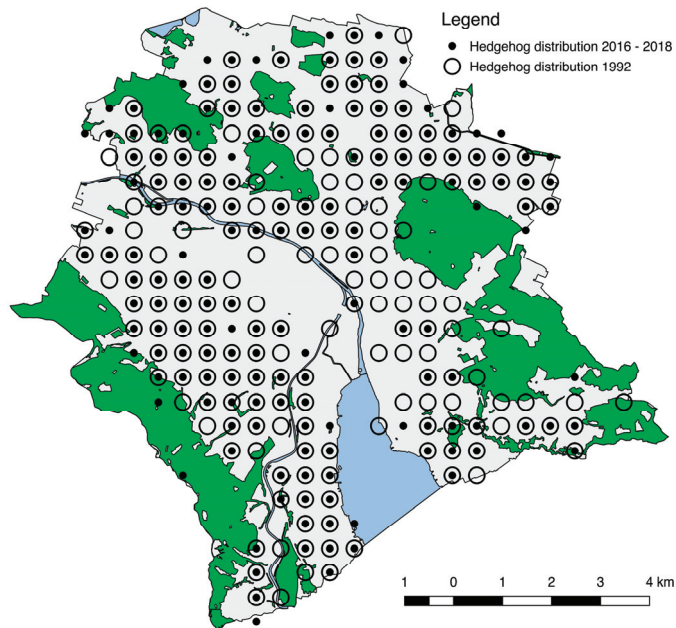 Legend
Hedgehog distribution 2016 - 2018
Hedgehog distribution 1992
1 0 1 2 3 4 km